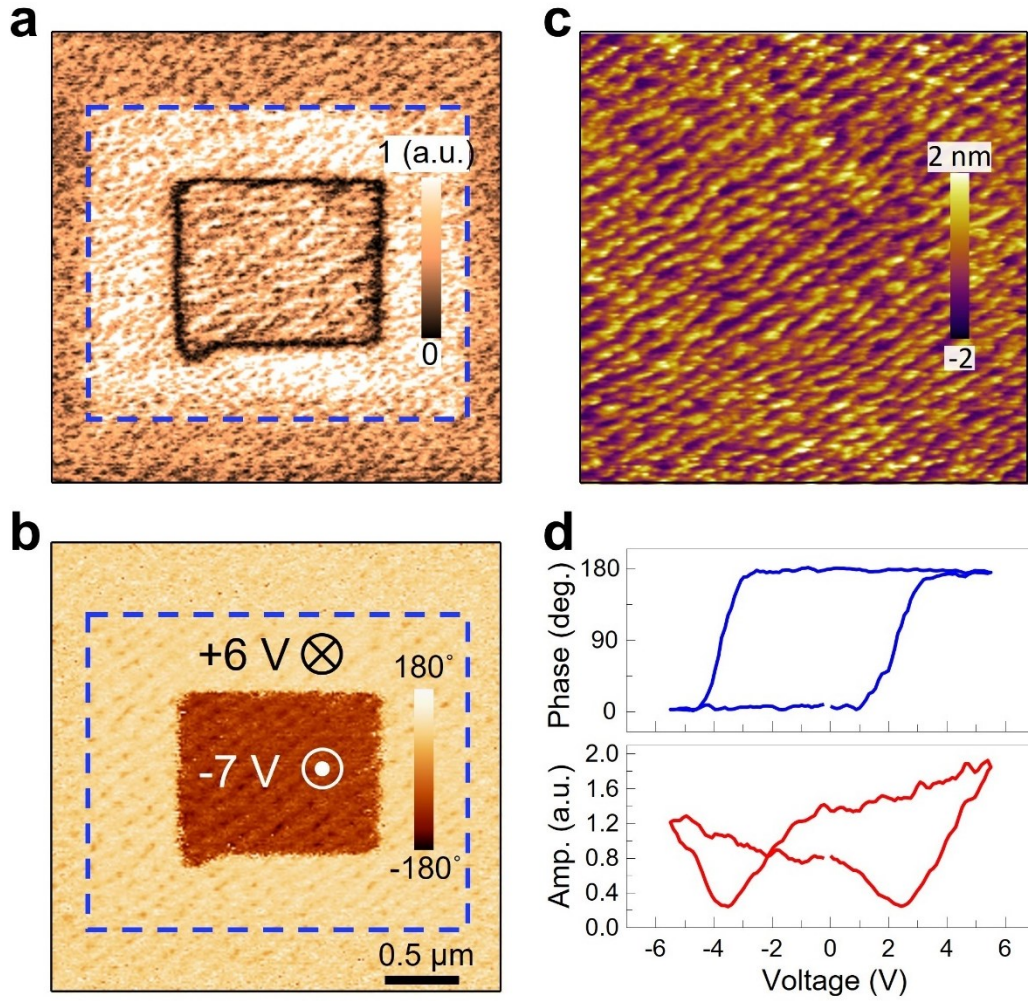 a
1 (a.u.)
0
b
+6 V
-7 V
180°
-180°
0.5 μm
c
2 nm
-2
d
Phase (deg.)
180
90
0
Amp. (a.u.)
2.0
1.6
1.2
0.8
0.4
0.0
-6 -4 -2 0 2 4 6
Voltage (V)